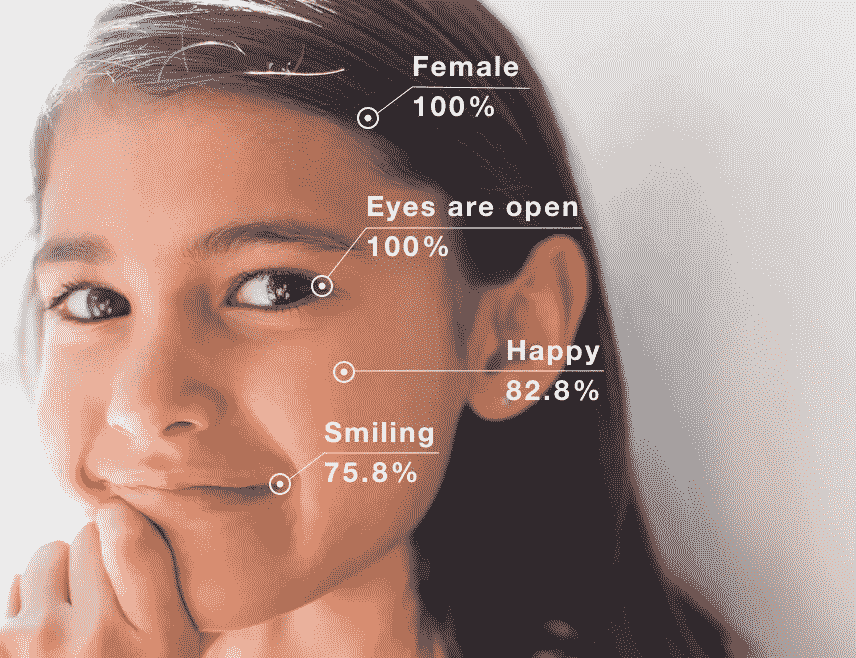 Female
100%
Eyes are open
100%
Happy
82.8%
Smiling
75.8%